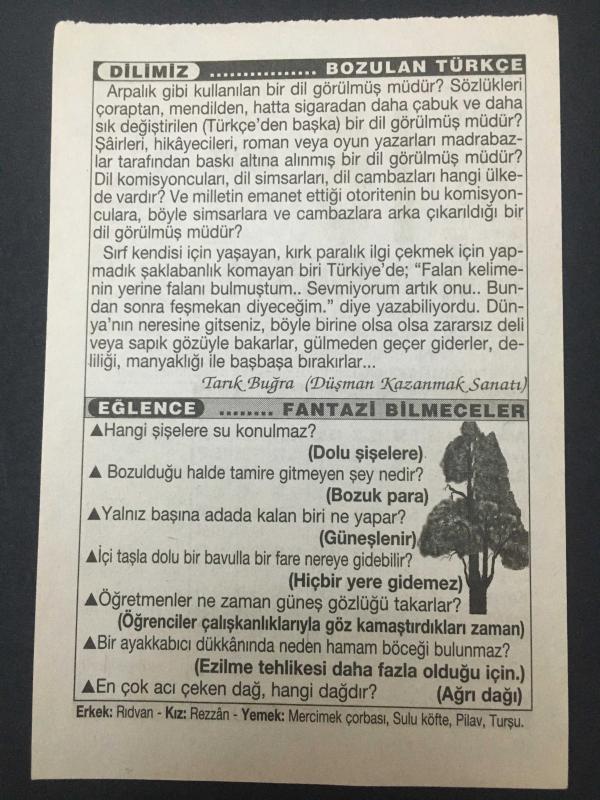 DİLİMİZ ................ BOZULAN TÜRKÇE
Arpalık gibi kullanılan bir dil görülmüş müdür? Sözlükleri
çoraptan, mendilden, hatta sigaradan daha çabuk ve daha
sık değiştirilen (Türkçe'den başka) bir dil görülmüş müdür?
Şâirleri, hikâyecileri, roman veya oyun yazarları madrabaz-
lar tarafından baskı altına alınmış bir dil görülmüş müdür?
Dil komisyoncuları, dil simsarları, dil cambazları hangi ülke-
de vardır? Ve milletin emanet ettiği otoritenin bu komisyon-
culara, böyle simsarlara ve cambazlara arka çıkarıldığı bir
dil görülmüş müdür?
Sırf kendisi için yaşayan, kırk paralık ilgi çekmek için yap-
madık şaklabanlık komayan biri Türkiye'de; “Falan kelime-
nin yerine falanı bulmuştum.. Sevmiyorum artık onu.. Bun-
dan sonra feşmekan diyeceğim.” diye yazabiliyordu. Dün-
ya'nın neresine gitseniz, böyle birine olsa olsa zararsız deli
veya sapık gözüyle bakarlar, gülmeden geçer giderler, de-
liliği, manyaklığı ile başbaşa bırakırlar...
Tarık Buğra (Düşman Kazanmak Sanatı)
EĞLENCE ........ FANTAZİ BİLMECELER
▲Hangi şişelere su konulmaz?
(Dolu şişelere)
▲ Bozulduğu halde tamire gitmeyen şey nedir?
(Bozuk para)
▲Yalnız başına adada kalan biri ne yapar?
(Güneşlenir)
▲İçi taşla dolu bir bavulla bir fare nereye gidebilir?
(Hiçbir yere gidemez)
▲Öğretmenler ne zaman güneş gözlüğü takarlar?
(Öğrenciler çalışkanlıklarıyla göz kamaştırdıkları zaman)
▲Bir ayakkabıcı dükkânında neden hamam böceği bulunmaz?
(Ezilme tehlikesi daha fazla olduğu için.)
▲En çok acı çeken dağ, hangi dağdır? (Ağrı dağı)
Erkek: Rıdvan - Kız: Rezzân - Yemek: Mercimek çorbası, Sulu köfte, Pilav, Turşu.